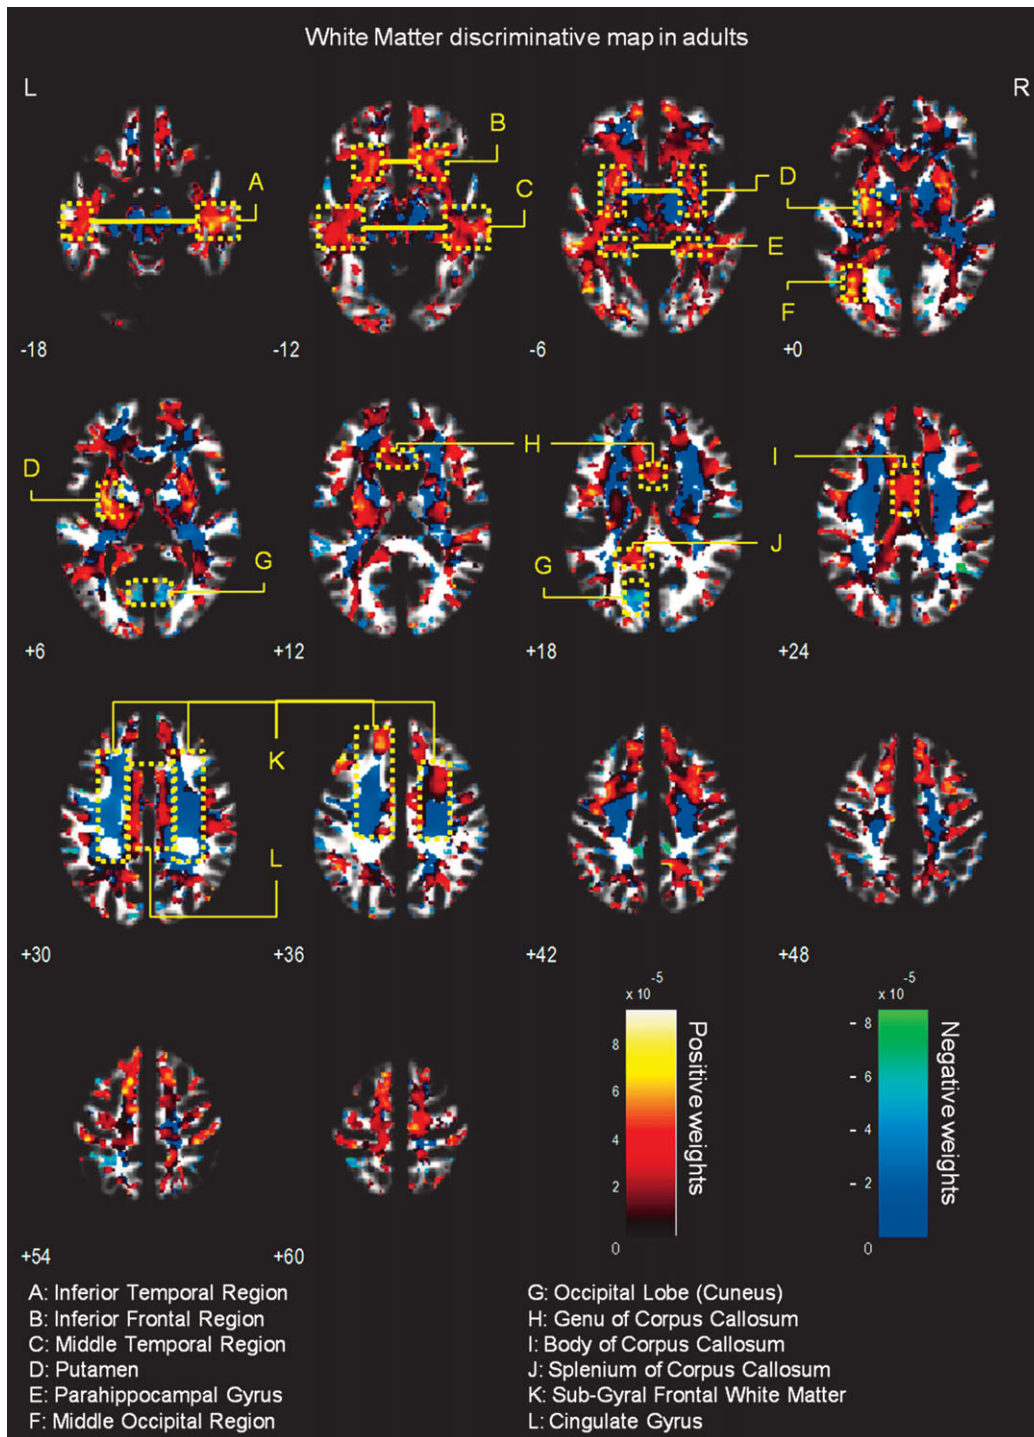 White Matter discriminative map in adults
L
R
A
B
C
D
E
F
-18
-12
-6
+0
D
G
H
G
J
I
+6
+12
+18
+24
K
L
+30
+36
+42
+48
x 10 -5
8
6
4
2
0
Positive weights
x 10 -5
- 8
- 6
- 4
- 2
0
Negative weights
+54
+60
A: Inferior Temporal Region
B: Inferior Frontal Region
C: Middle Temporal Region
D: Putamen
E: Parahippocampal Gyrus
F: Middle Occipital Region
G: Occipital Lobe (Cuneus)
H: Genu of Corpus Callosum
I: Body of Corpus Callosum
J: Splenium of Corpus Callosum
K: Sub-Gyral Frontal White Matter
L: Cingulate Gyrus